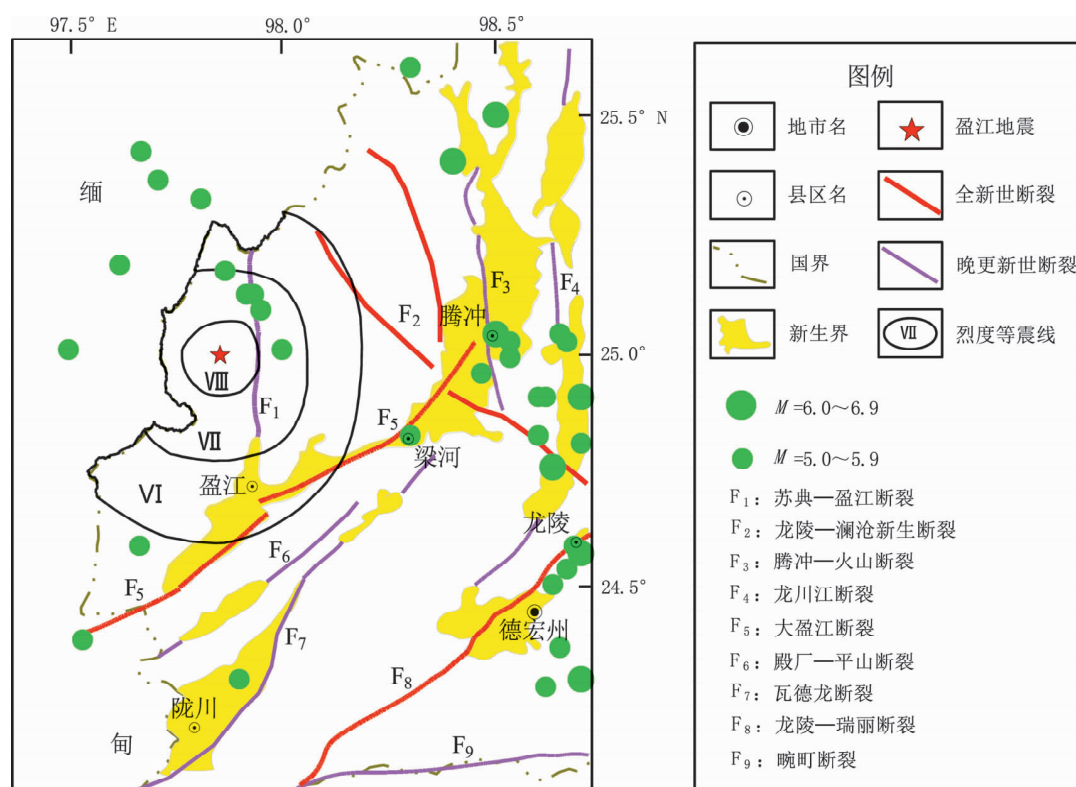 97.5° E
98.0°
98.5°
25.5° N
缅
F₃
F₄
F₂
腾冲
25.0°
Ⅷ
F₁
F₅
Ⅶ
梁河
盈江
Ⅵ
龙陵
F₆
F₅
24.5°
德宏州
F₇
F₈
陇川
甸
F₉
图例
地市名
盈江地震
县区名
全新世断裂
国界
晚更新世断裂
新生界
Ⅶ
烈度等震线
M=6.0～6.9
M=5.0～5.9
F₁：苏典—盈江断裂
F₂：龙陵—澜沧新生断裂
F₃：腾冲—火山断裂
F₄：龙川江断裂
F₅：大盈江断裂
F₆：殿厂—平山断裂
F₇：瓦德龙断裂
F₈：龙陵—瑞丽断裂
F₉：畹町断裂